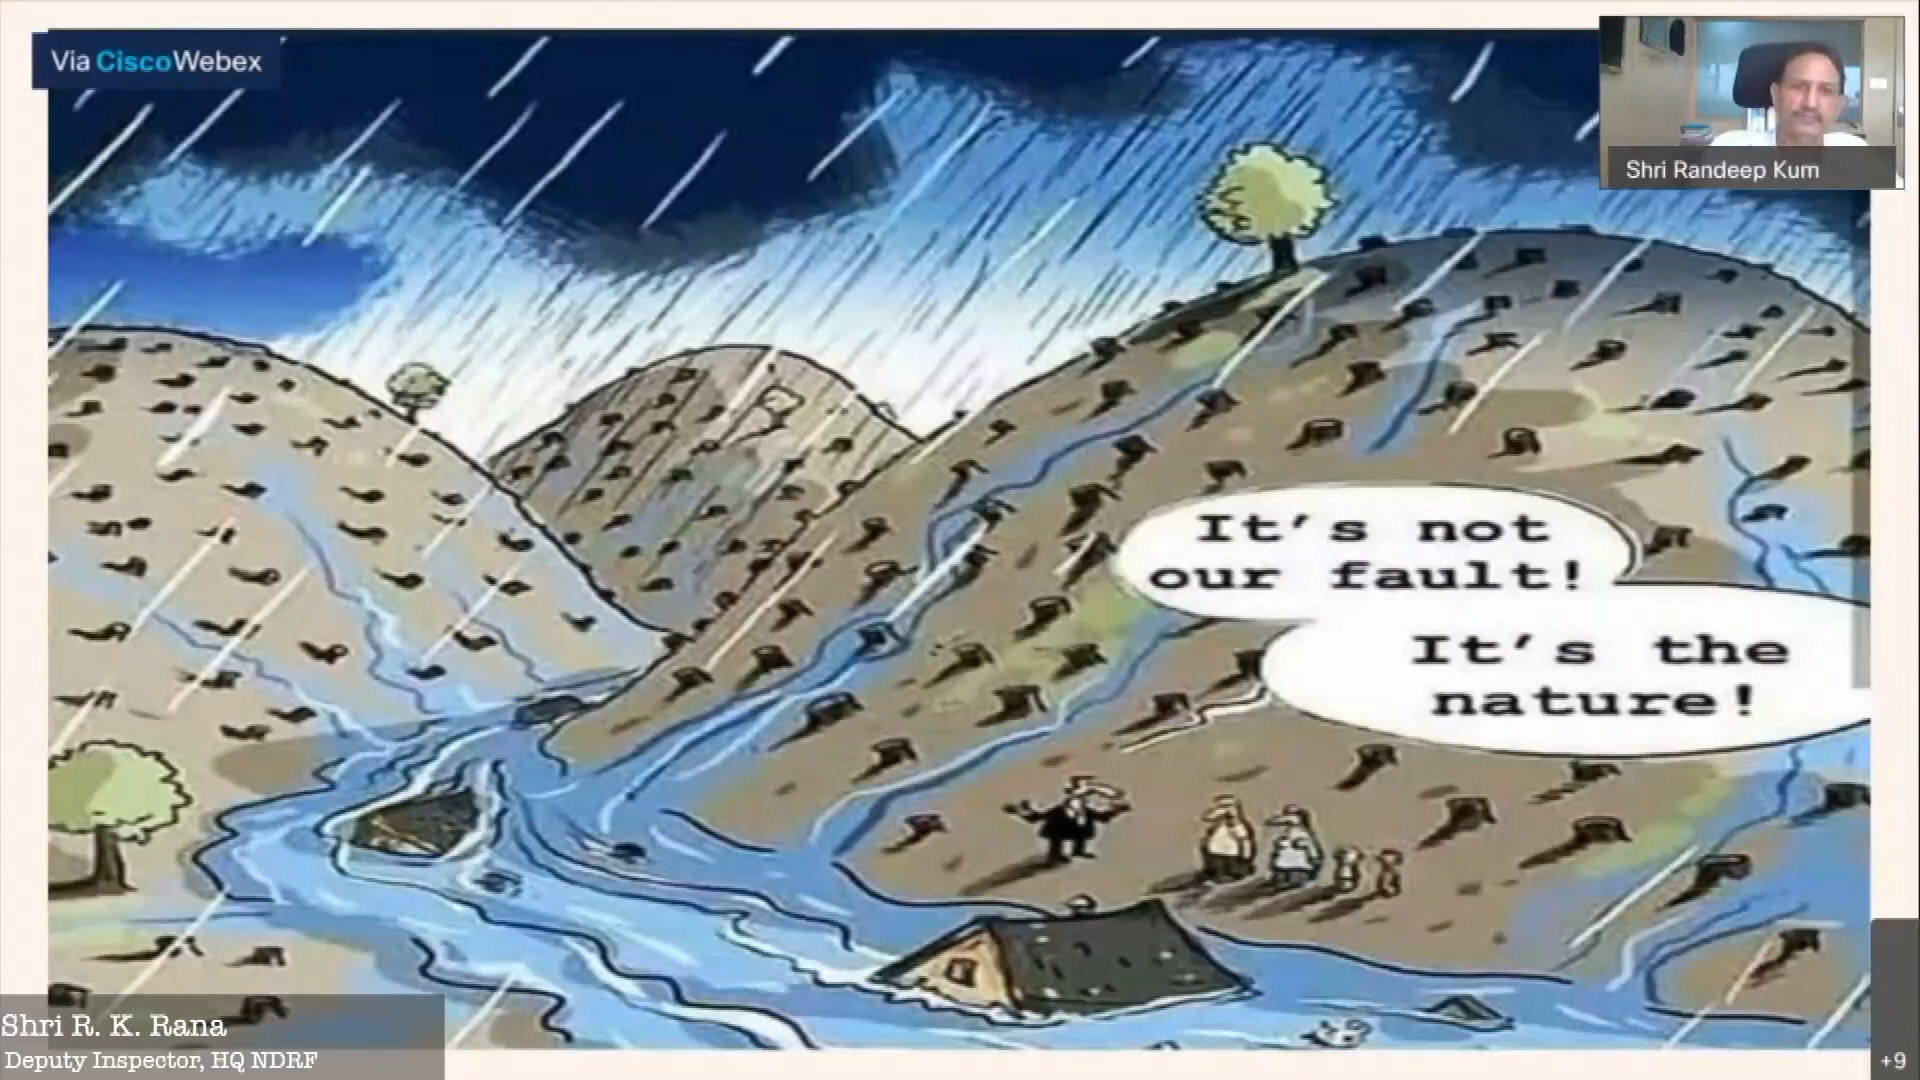 Via CiscoWebex
Shri Randeep Kum
It's not
our fault!
It's the
nature!
Shri R. K. Rana
Deputy Inspector, HQ NDRF
+9